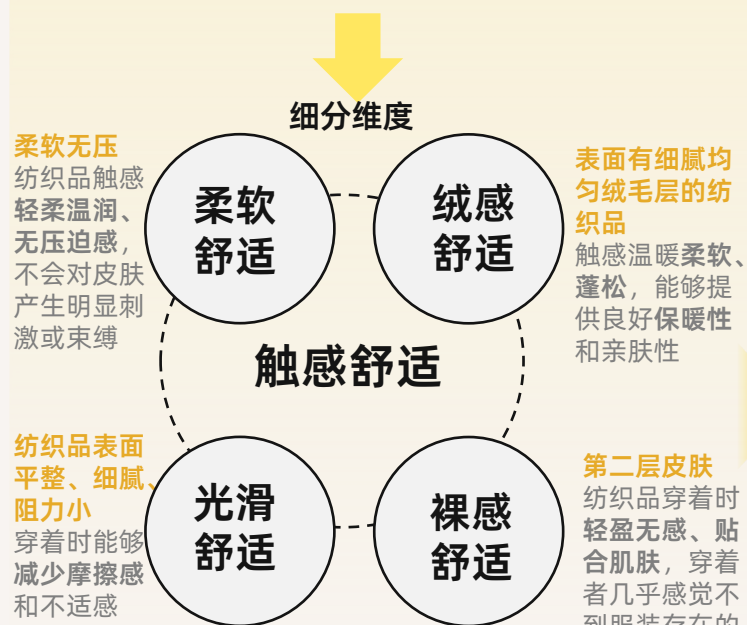 细分维度
柔软无压
纺织品触感
轻柔温润、
无压迫感，
不会对皮肤
产生明显刺
激或束缚
柔软
舒适
绒感
舒适
表面有细腻均
匀绒毛层的纺
织品
触感温暖柔软、
蓬松，能够提
供良好保暖性
和亲肤性
触感舒适
纺织品表面
平整、细腻、
阻力小
穿着时能够
减少摩擦感
和不适感
光滑
舒适
裸感
舒适
第二层皮肤
纺织品穿着时
轻盈无感、贴
合肌肤，穿着
者几乎感觉不
到服装存在的